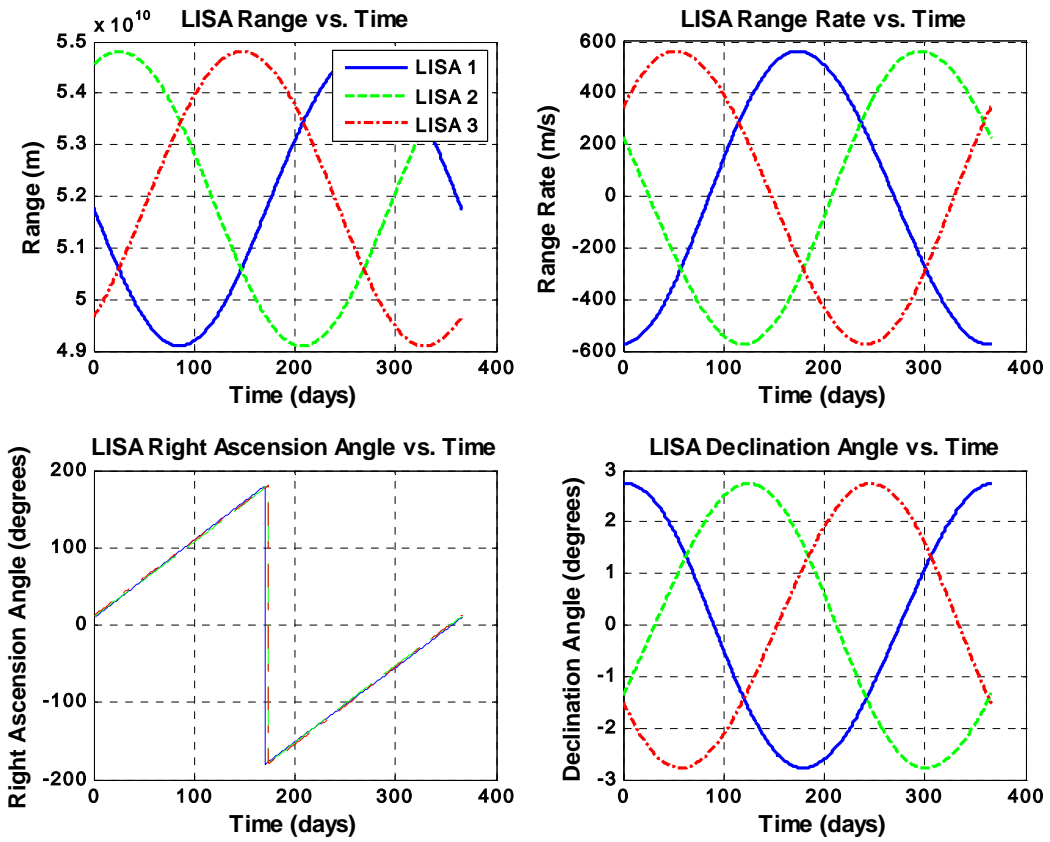 LISA Range vs. Time
x 10^10
5.5
5.4
5.3
5.2
5.1
5
4.9
Range (m)
0 100 200 300 400
Time (days)
LISA 1
LISA 2
LISA 3
LISA Range Rate vs. Time
600
400
200
0
-200
-400
-600
Range Rate (m/s)
0 100 200 300 400
Time (days)
LISA Right Ascension Angle vs. Time
200
100
0
-100
-200
Right Ascension Angle (degrees)
0 100 200 300 400
Time (days)
LISA Declination Angle vs. Time
3
2
1
0
-1
-2
-3
Declination Angle (degrees)
0 100 200 300 400
Time (days)